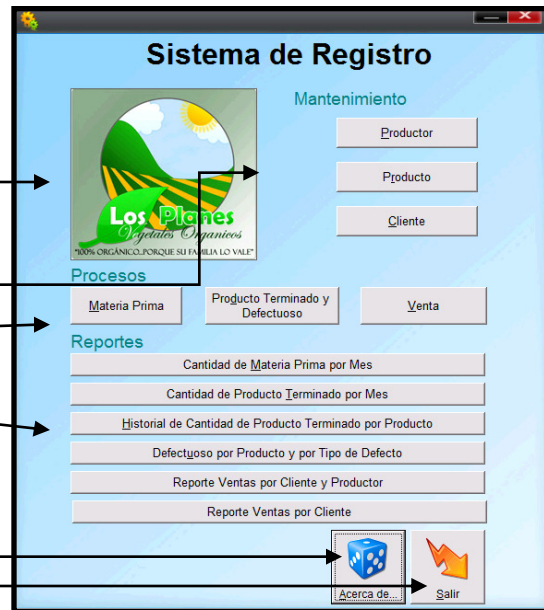 Sistema de Registro
Mantenimiento
Productor
Producto
Cliente
Los Planes
Vegetales Organicos
"100% ORGÁNICO..PORQUE SU FAMILIA LO VALE"
Procesos
Materia Prima
Producto Terminado y
Defectuoso
Venta
Reportes
Cantidad de Materia Prima por Mes
Cantidad de Producto Terminado por Mes
Historial de Cantidad de Producto Terminado por Producto
Defectuoso por Producto y por Tipo de Defecto
Reporte Ventas por Cliente y Productor
Reporte Ventas por Cliente
Acerca de...
Salir